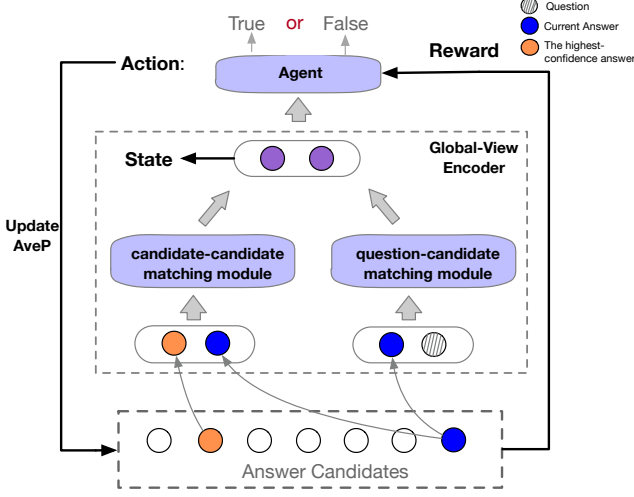 True or False
Question
Current Answer
The highest-
confidence answer
Action:
Agent
Reward
State
Global-View
Encoder
Update
AveP
candidate-candidate
matching module
question-candidate
matching module
Answer Candidates